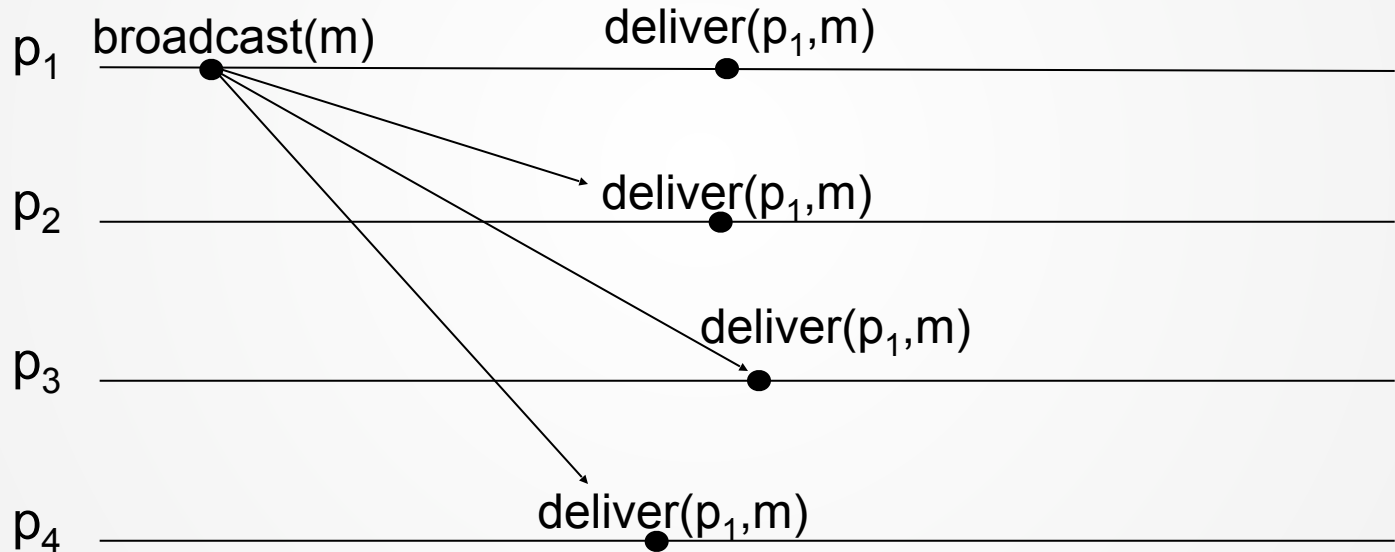 p₁ broadcast(m) deliver(p₁,m)
p₂ deliver(p₁,m)
p₃ deliver(p₁,m)
p₄ deliver(p₁,m)